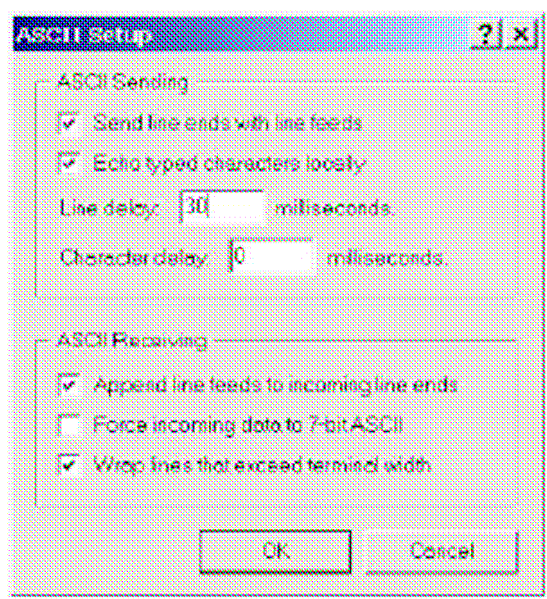 ASCII Setup ? x
ASCII Sending
Send line ends with line feeds
Echo typed characters locally
Line delay: 30 milliseconds.
Character delay: 0 milliseconds.
ASCII Receiving
Append line feeds to incoming line ends
Force incoming data to 7-bit ASCII
Wrap lines that exceed terminal width
OK Cancel